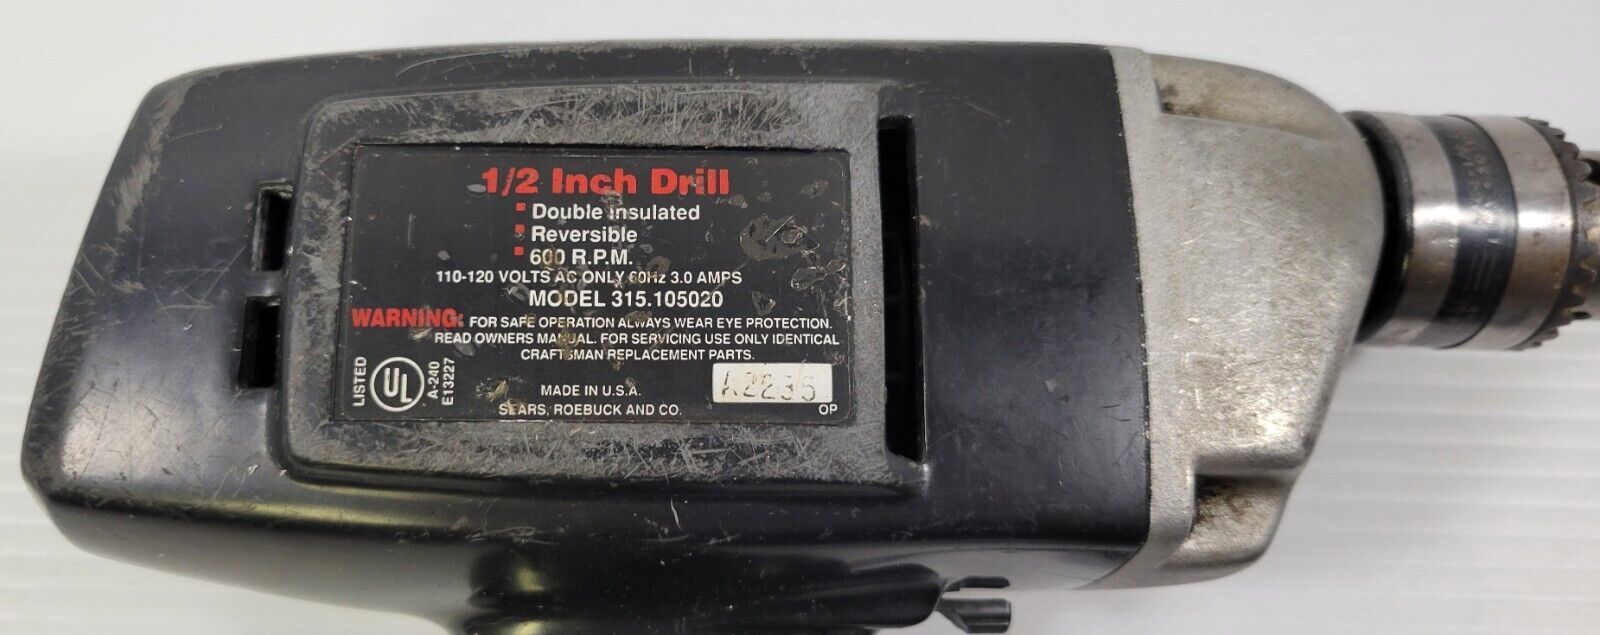 1/2 Inch Drill
Double Insulated
Reversible
600 R.P.M.
110-120 VOLTS AC ONLY 60Hz 3.0 AMPS
MODEL 315.105020
WARNING: FOR SAFE OPERATION ALWAYS WEAR EYE PROTECTION.
READ OWNERS MANUAL. FOR SERVICING USE ONLY IDENTICAL
CRAFTSMAN REPLACEMENT PARTS.
LISTED
UL
A-240
E13227
MADE IN U.S.A.
SEARS, ROEBUCK AND CO.
OP